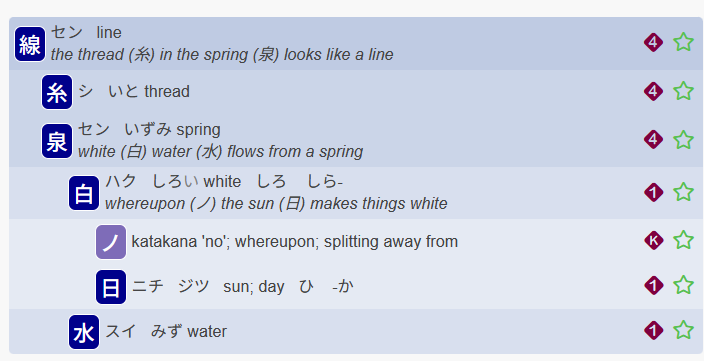 線 セン line 4
the thread (糸) in the spring (泉) looks like a line
糸 シ いと thread 4
泉 セン いずみ spring 4
white (白) water (水) flows from a spring
白 ハク しろい white しろ しら- 1
whereupon (ノ) the sun (日) makes things white
ノ katakana 'no'; whereupon; splitting away from K
日 ニチ ジツ sun; day ひ -か 1
水 スイ みず water 1